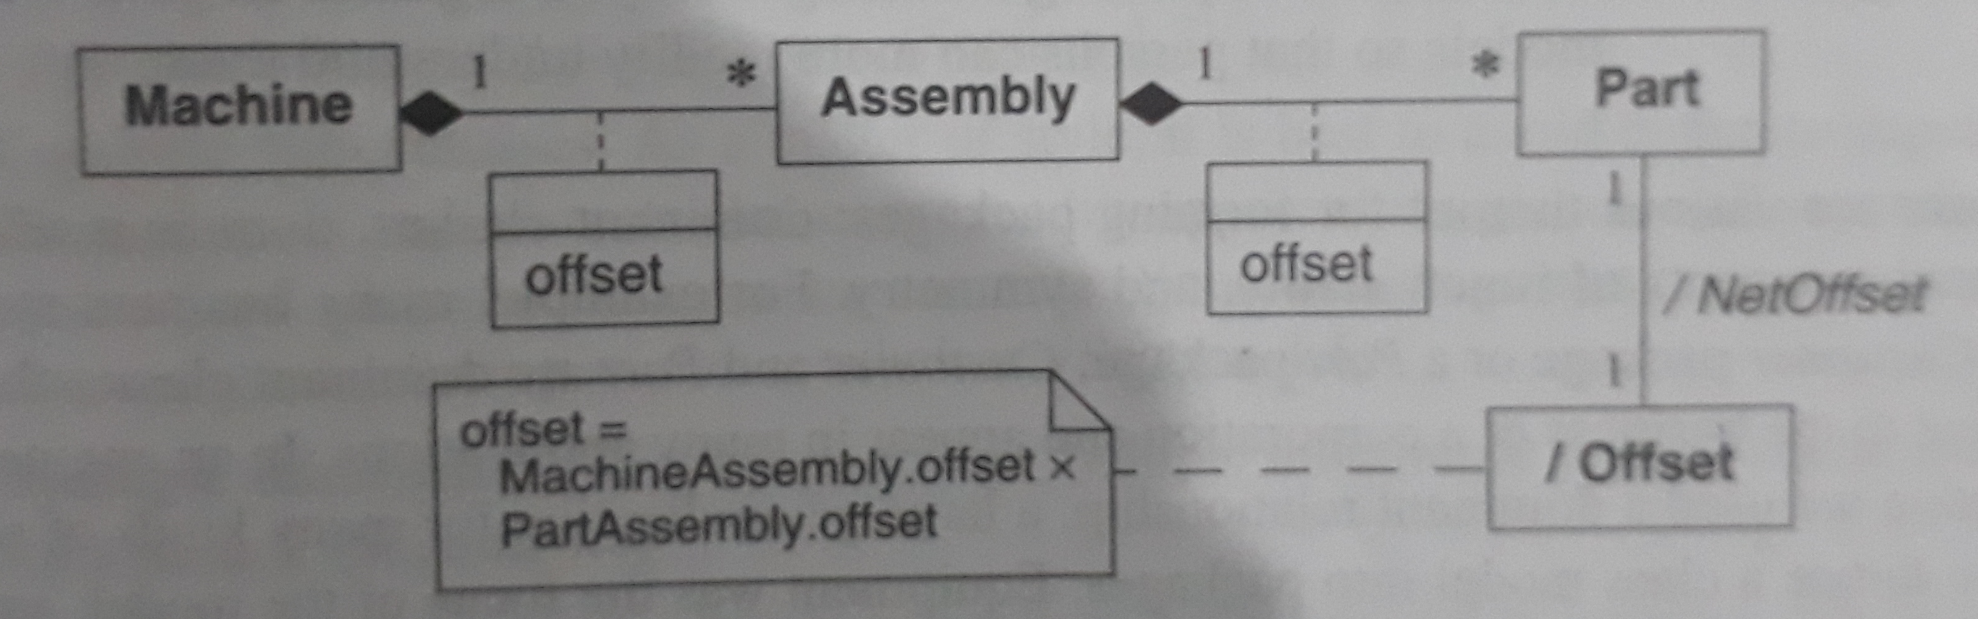 Machine
1
*
Assembly
1
*
Part
offset
offset
1
/ NetOffset
1
offset =
MachineAssembly.offset ×
PartAssembly.offset
/ Offset